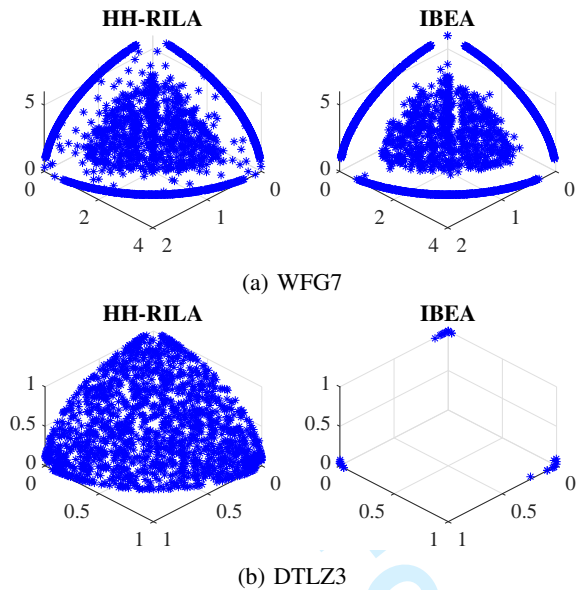 HH-RILA IBEA
5 5
0 0
0 0 0 0
2 1 2 1
4 2 4 2
(a) WFG7
HH-RILA IBEA
1 1
0.5 0.5
0 0
0 0 0 0
0.5 0.5 0.5 0.5
1 1 1 1
(b) DTLZ3